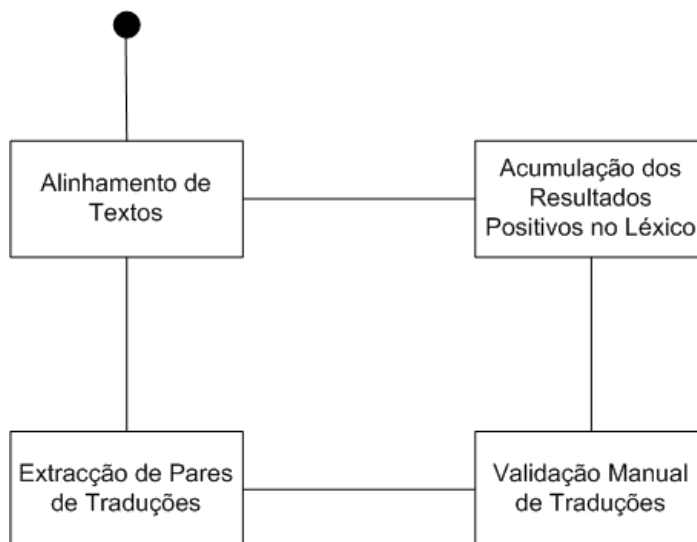 Alinhamento de
Textos
Acumulação dos
Resultados
Positivos no Léxico
Extracção de Pares
de Traduções
Validação Manual
de Traduções